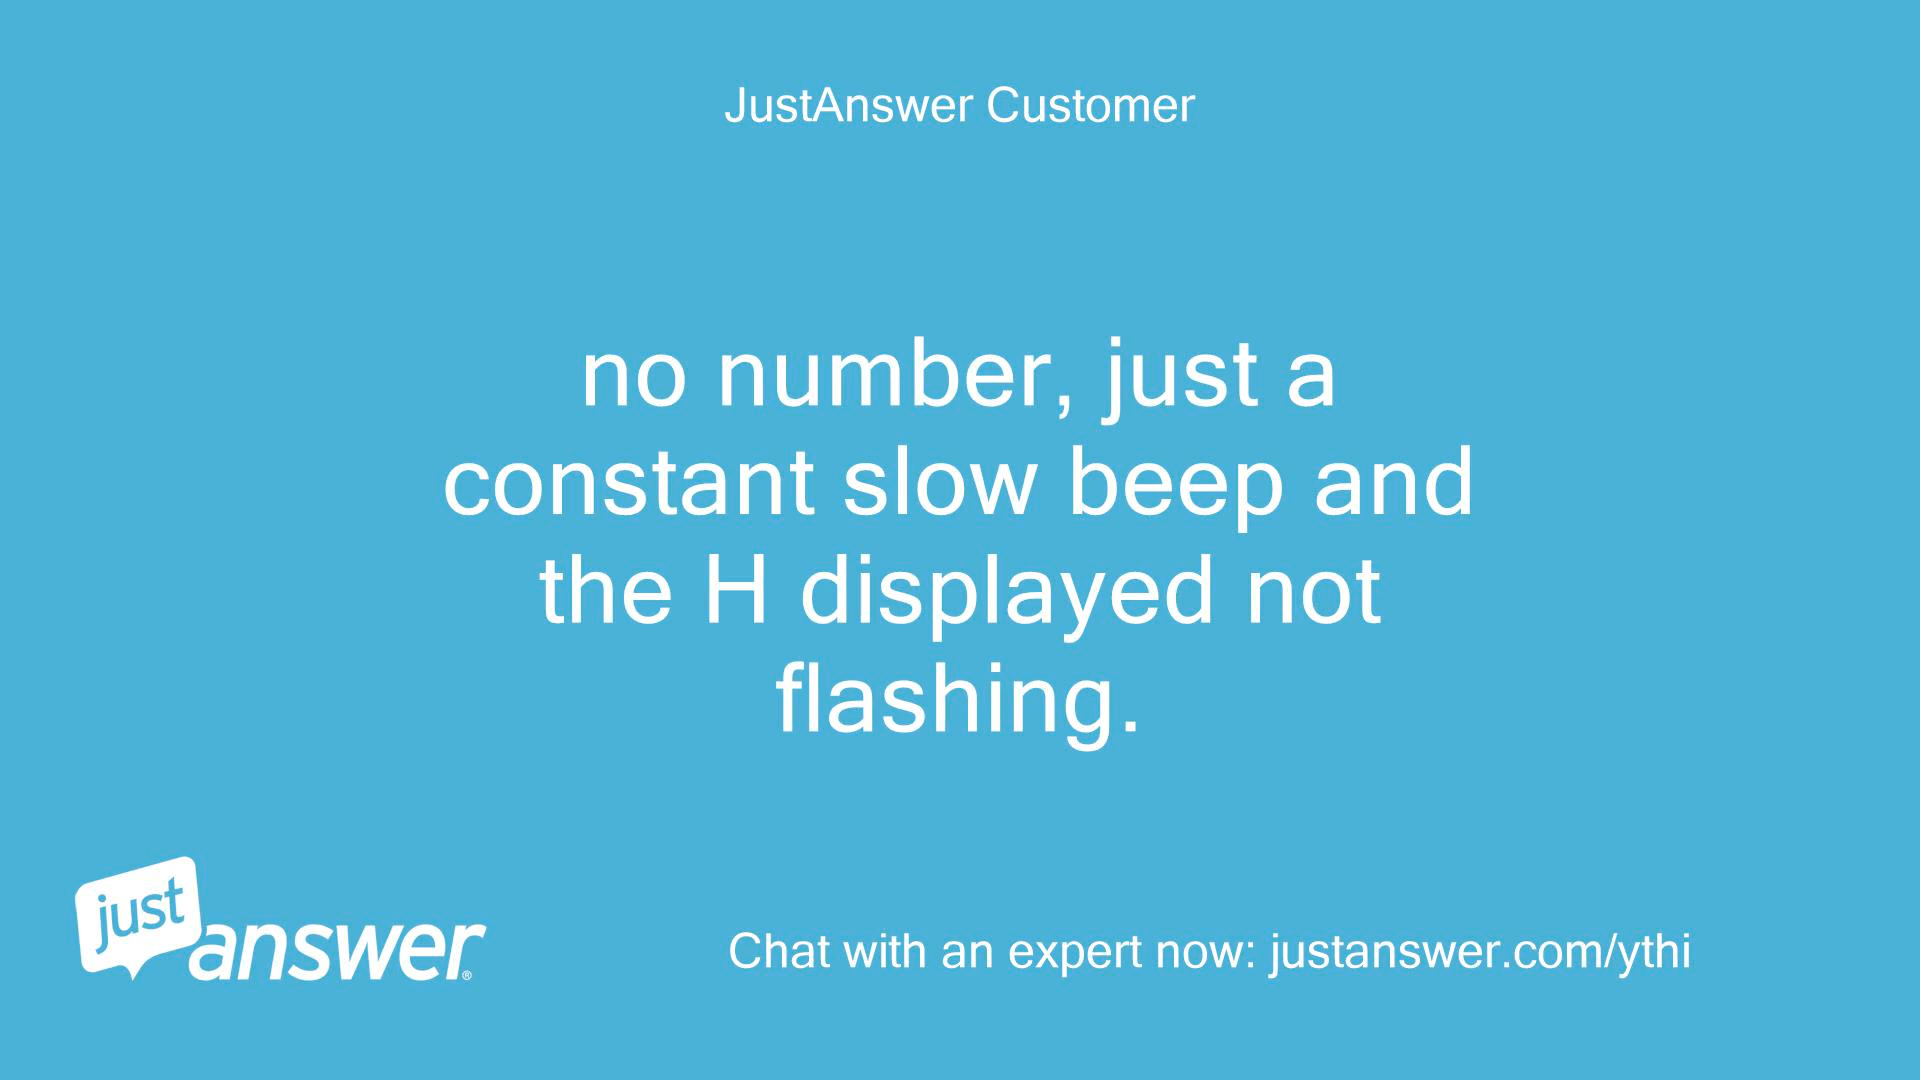 JustAnswer Customer
no number, just a
constant slow beep and
the H displayed not
flashing.
just
answer®
Chat with an expert now: justanswer.com/ythi